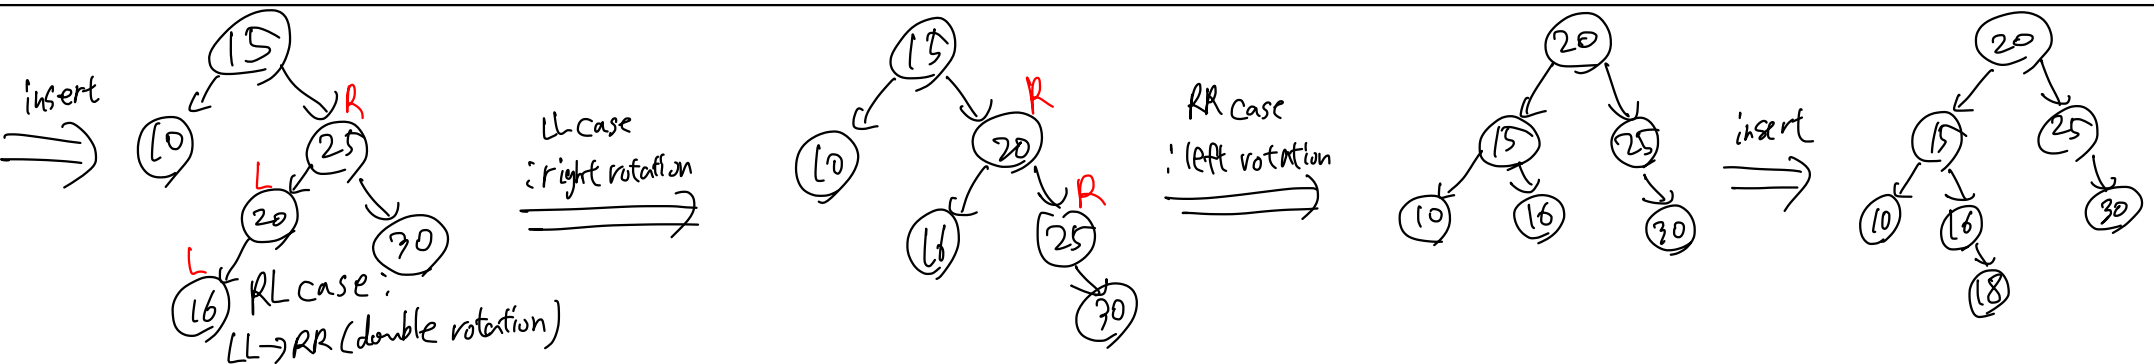 insert
15
R
10
25
L
20
30
L
16
RL case :
LL→RR (double rotation)
LL case
: right rotation
15
R
10
20
R
16
25
30
RR case
: left rotation
20
15
25
10
16
30
insert
20
15
25
10
16
30
18